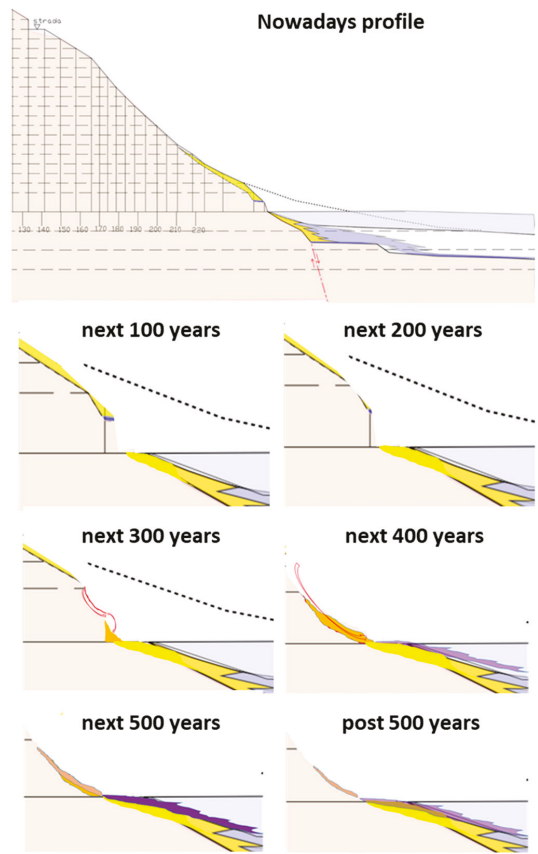 Nowadays profile
strada
130 140 150 160 170 180 190 200 210 220
next 100 years
next 200 years
next 300 years
next 400 years
next 500 years
post 500 years